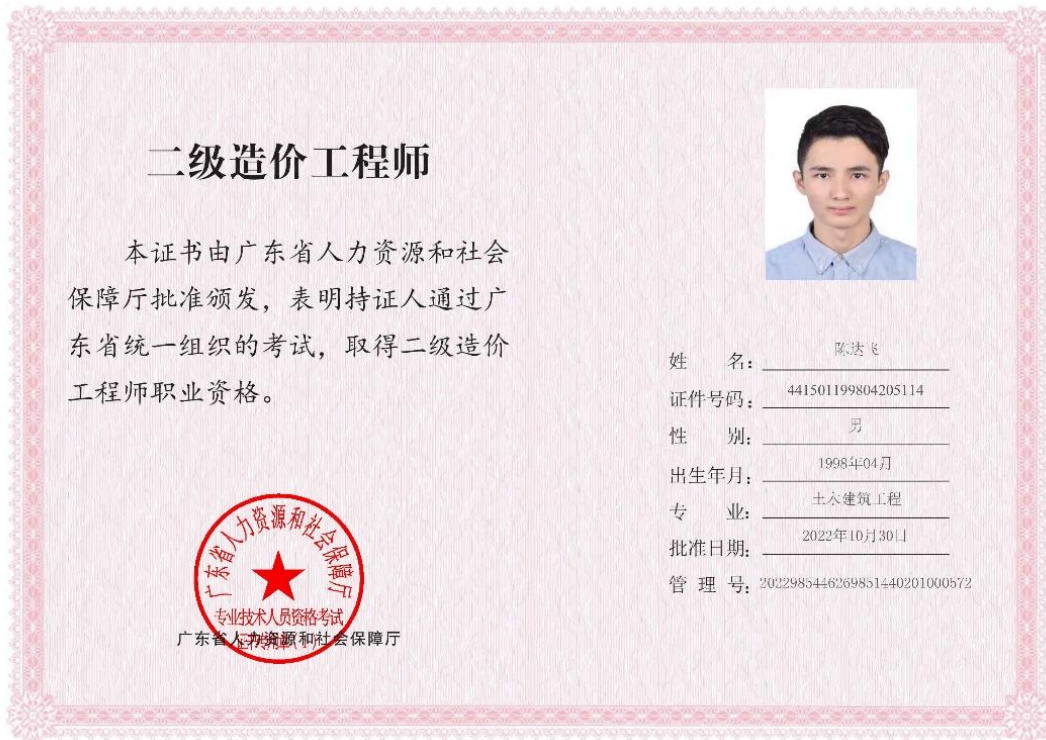 二级造价工程师
本证书由广东省人力资源和社会
保障厅批准颁发，表明持证人通过广
东省统一组织的考试，取得二级造价
工程师职业资格。
广东省人力资源和社会保障厅
专业技术人员资格考试
广东省人力资源和社会保障厅
姓 名：陈达飞
证件号码：441501199804205114
性 别：男
出生年月：1998年04月
专 业：土木建筑工程
批准日期：2022年10月30日
管 理 号：2022985446269851440201000572